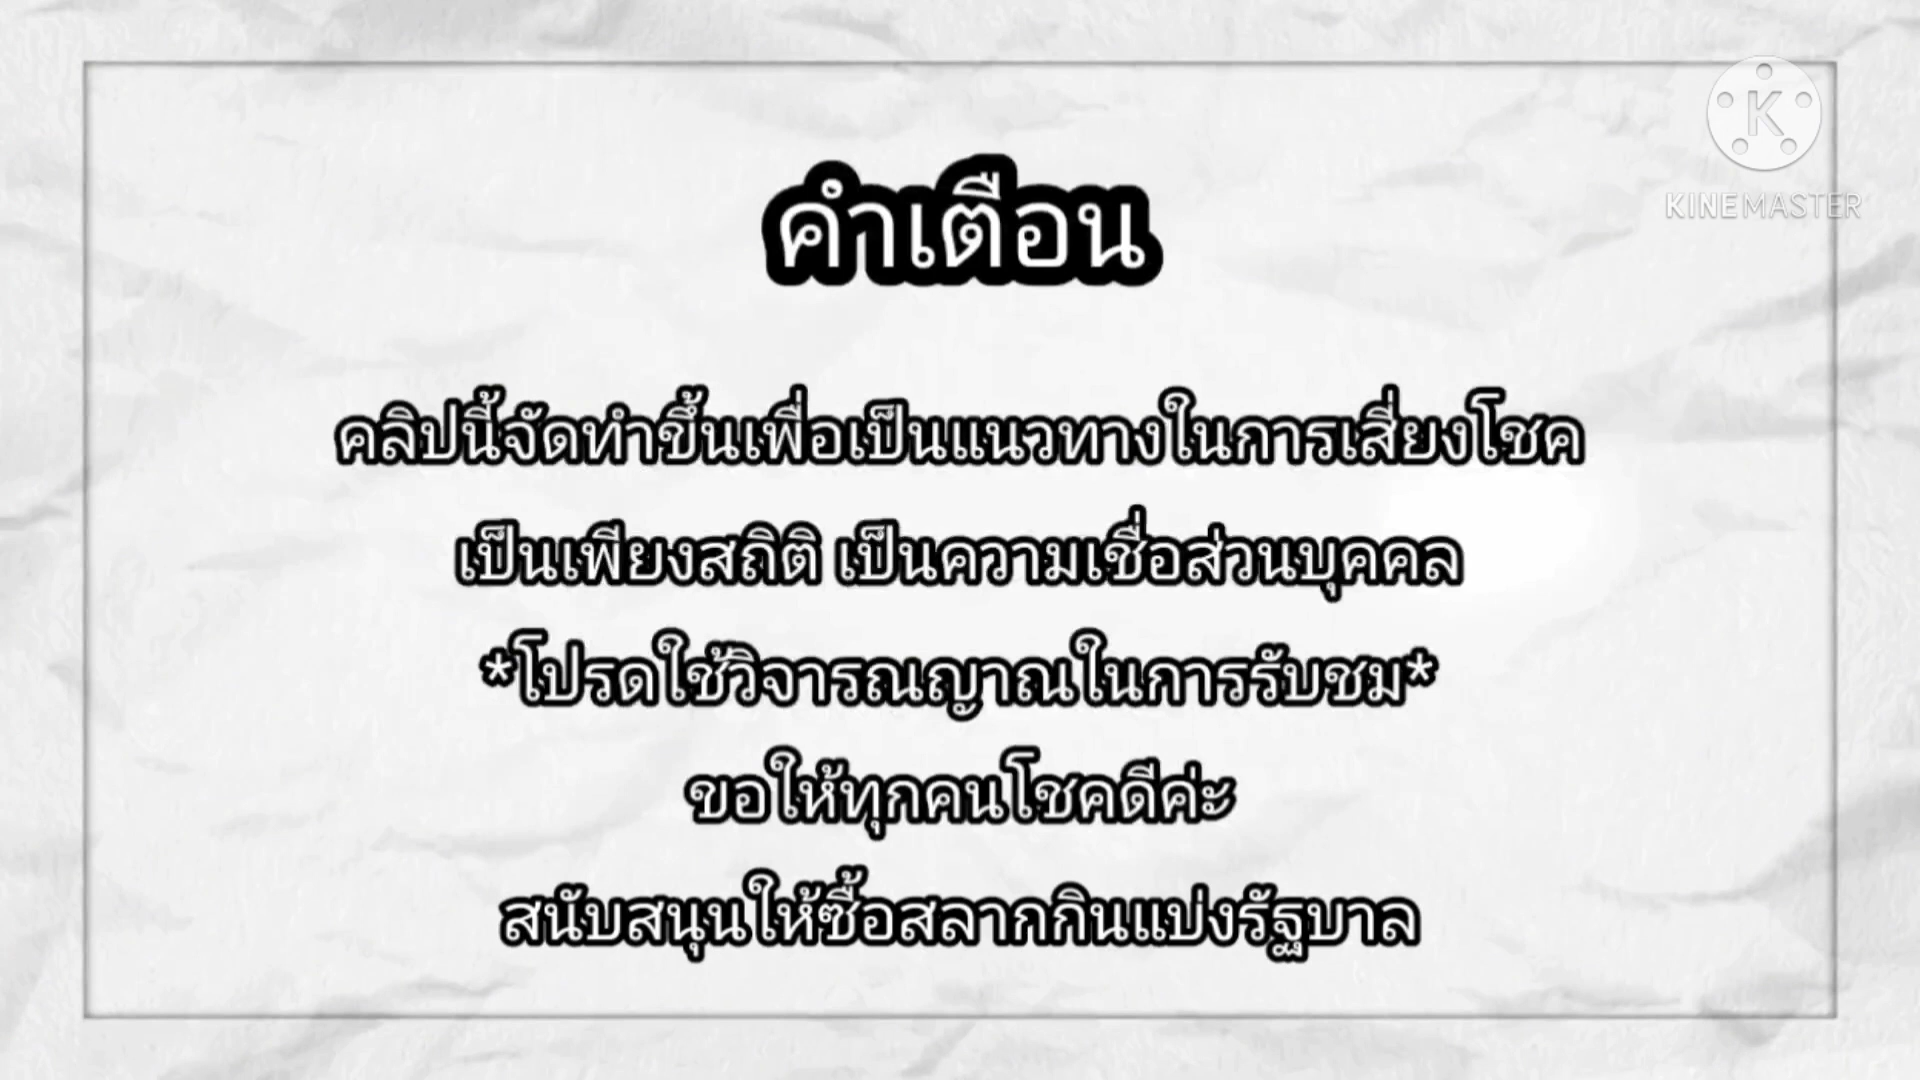 KINEMASTER
คำเตือน
คลิปนี้จัดทำขึ้นเพื่อเป็นแนวทางในการเสี่ยงโชค
เป็นเพียงสถิติ เป็นความเชื่อส่วนบุคคล
*โปรดใช้วิจารณญาณในการรับชม*
ขอให้ทุกคนโชคดีค่ะ
สนับสนุนให้ซื้อสลากกินแบ่งรัฐบาล